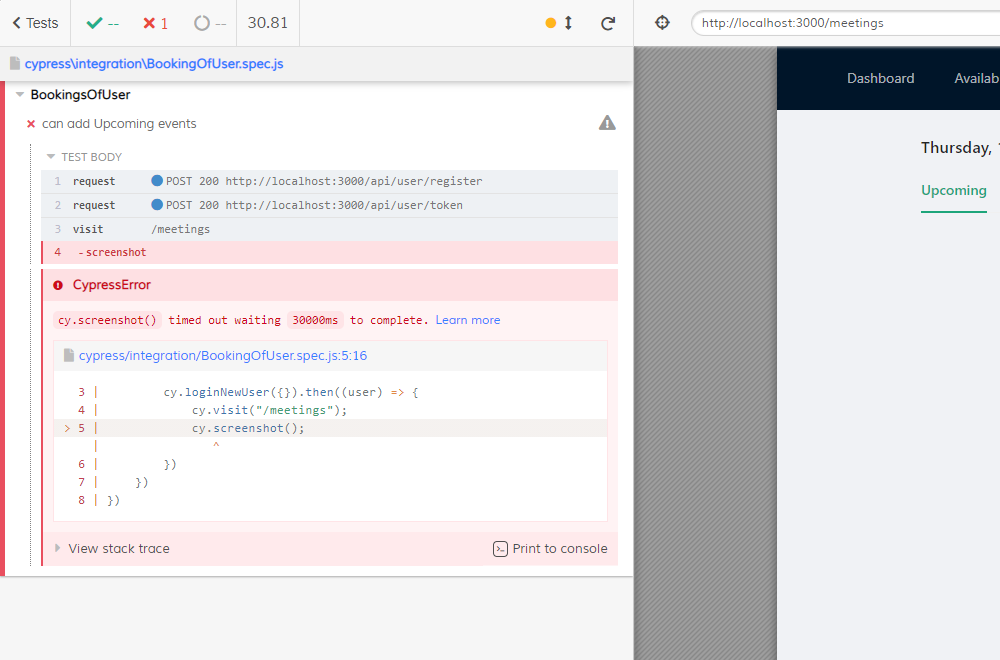 Tests -- 1 -- 30.81
http://localhost:3000/meetings
cypress\integration\BookingOfUser.spec.js
Dashboard Availab
BookingsOfUser
can add Upcoming events
Thursday,
TEST BODY
1 request POST 200 http://localhost:3000/api/user/register
Upcoming
2 request POST 200 http://localhost:3000/api/user/token
3 visit /meetings
4 -screenshot
CypressError
cy.screenshot() timed out waiting 30000ms to complete. Learn more
cypress/integration/BookingOfUser.spec.js:5:16
3 | cy.loginNewUser({}).then((user) => {
4 | cy.visit("/meetings");
> 5 | cy.screenshot();
| ^
6 | })
7 | })
8 | })
View stack trace Print to console